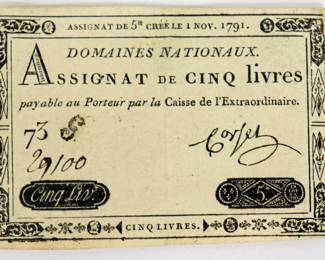 ASSIGNAT DE 5# CRÉÉ LE 1 NOV. 1791.
DOMAINES NATIONAUX.
ASSIGNAT DE CINQ livres
payable au Porteur par la Caisse de l'Extraordinaire.
73 S
29100
Corsel
Cinq Liv.
5
CINQ LIVRES.